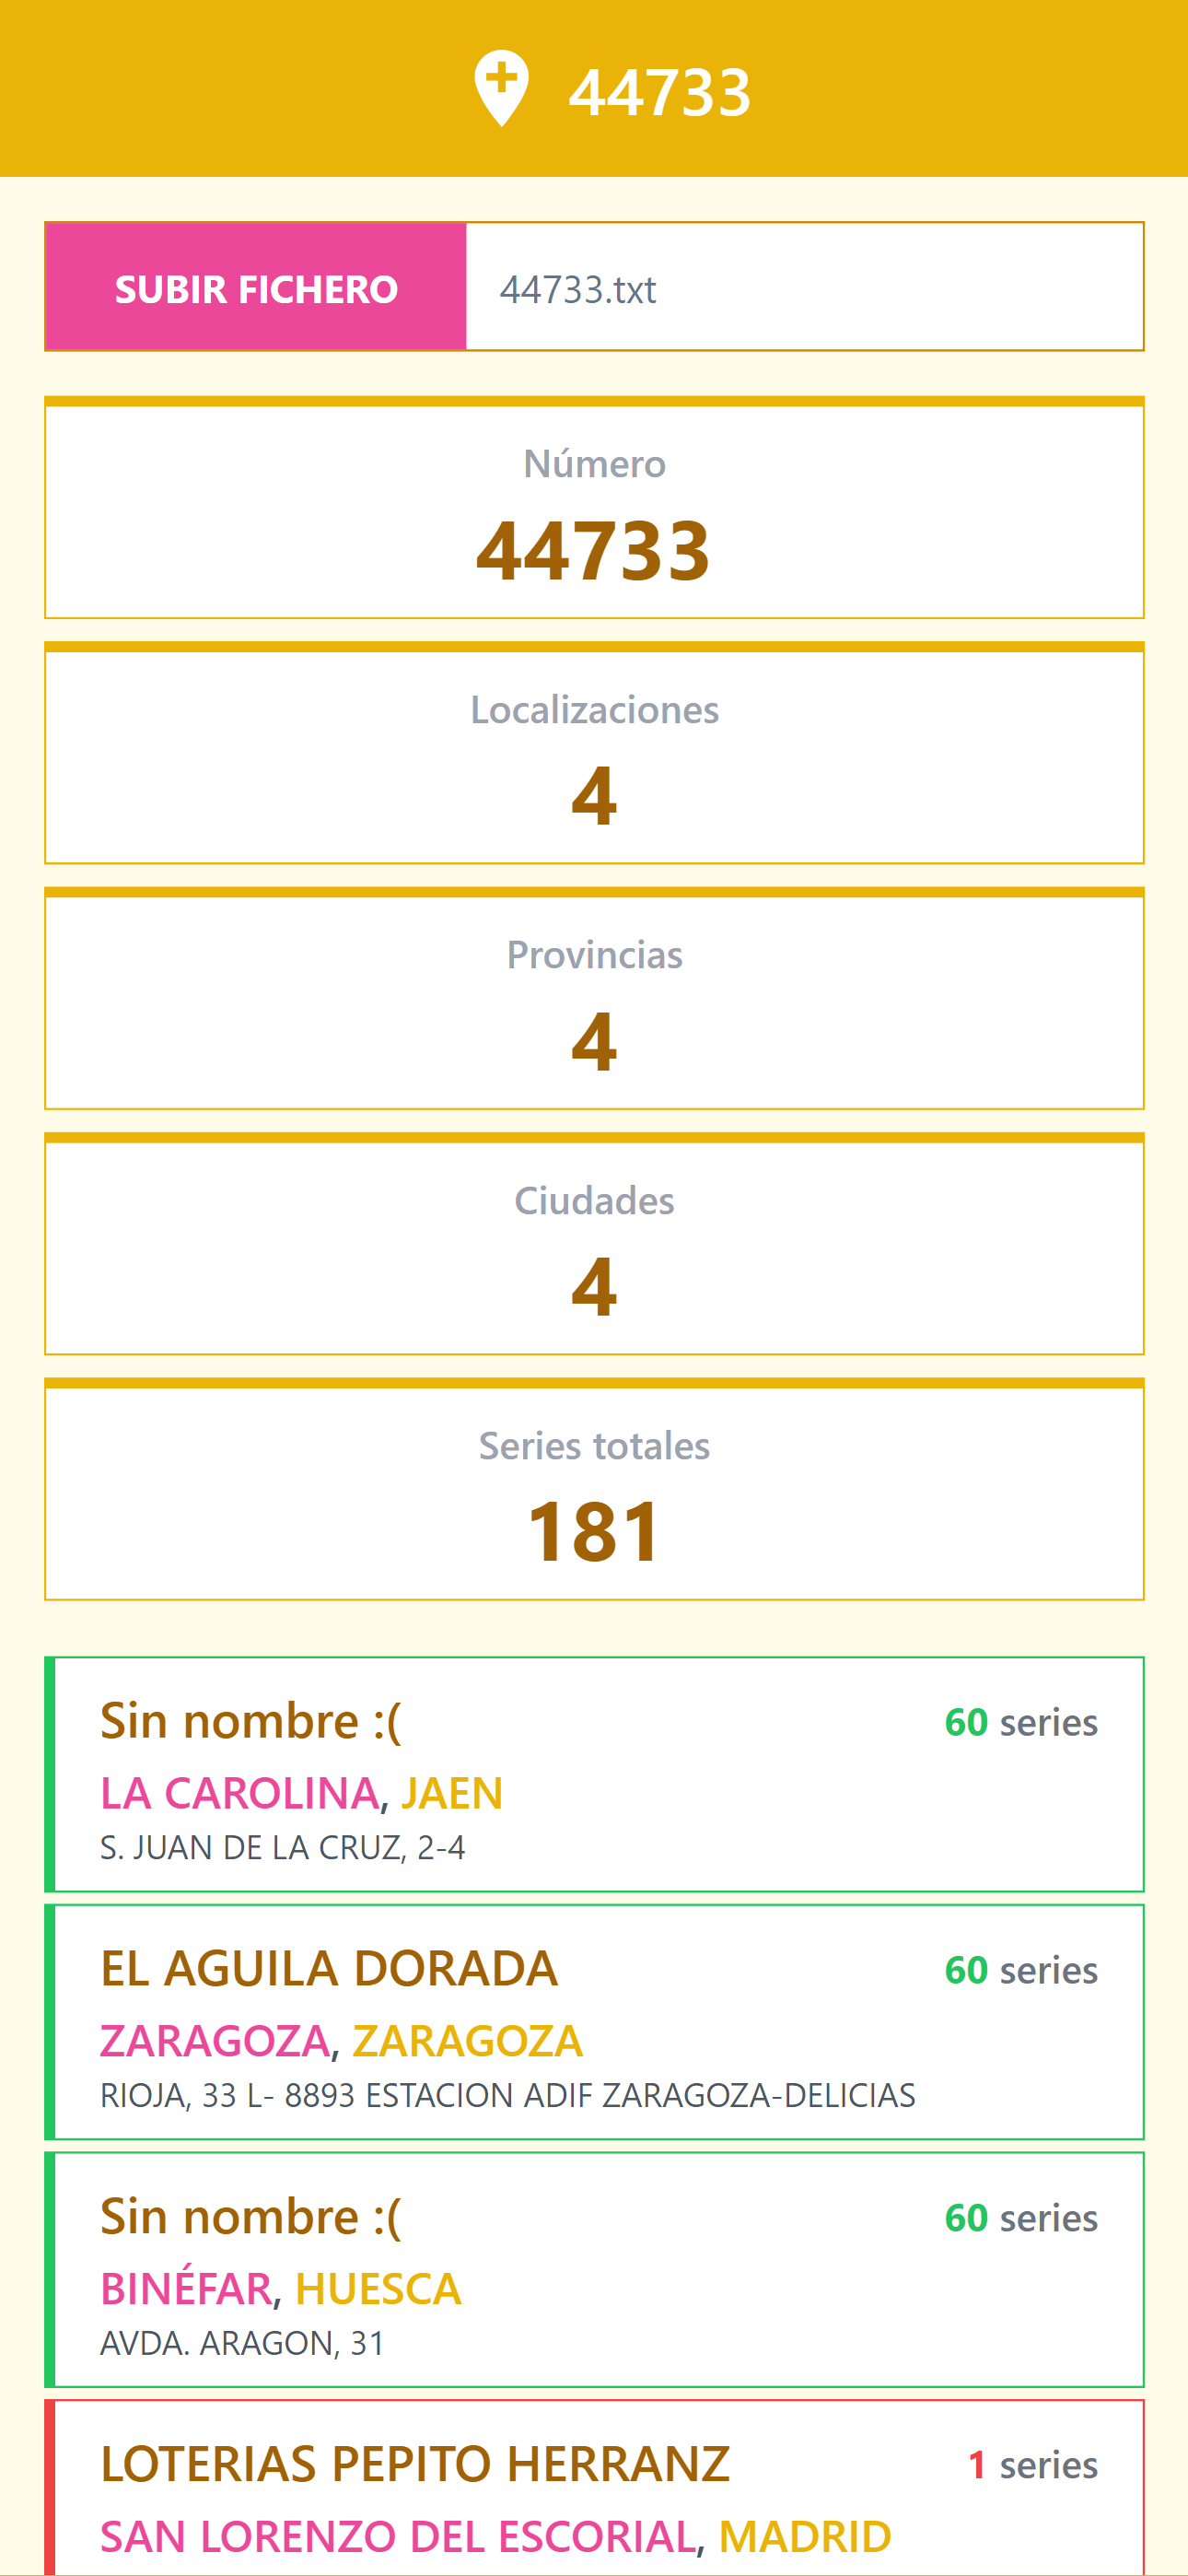 44733
SUBIR FICHERO 44733.txt
Número
44733
Localizaciones
4
Provincias
4
Ciudades
4
Series totales
181
Sin nombre :( 60 series
LA CAROLINA, JAEN
S. JUAN DE LA CRUZ, 2-4
EL AGUILA DORADA 60 series
ZARAGOZA, ZARAGOZA
RIOJA, 33 L- 8893 ESTACION ADIF ZARAGOZA-DELICIAS
Sin nombre :( 60 series
BINÉFAR, HUESCA
AVDA. ARAGON, 31
LOTERIAS PEPITO HERRANZ 1 series
SAN LORENZO DEL ESCORIAL, MADRID